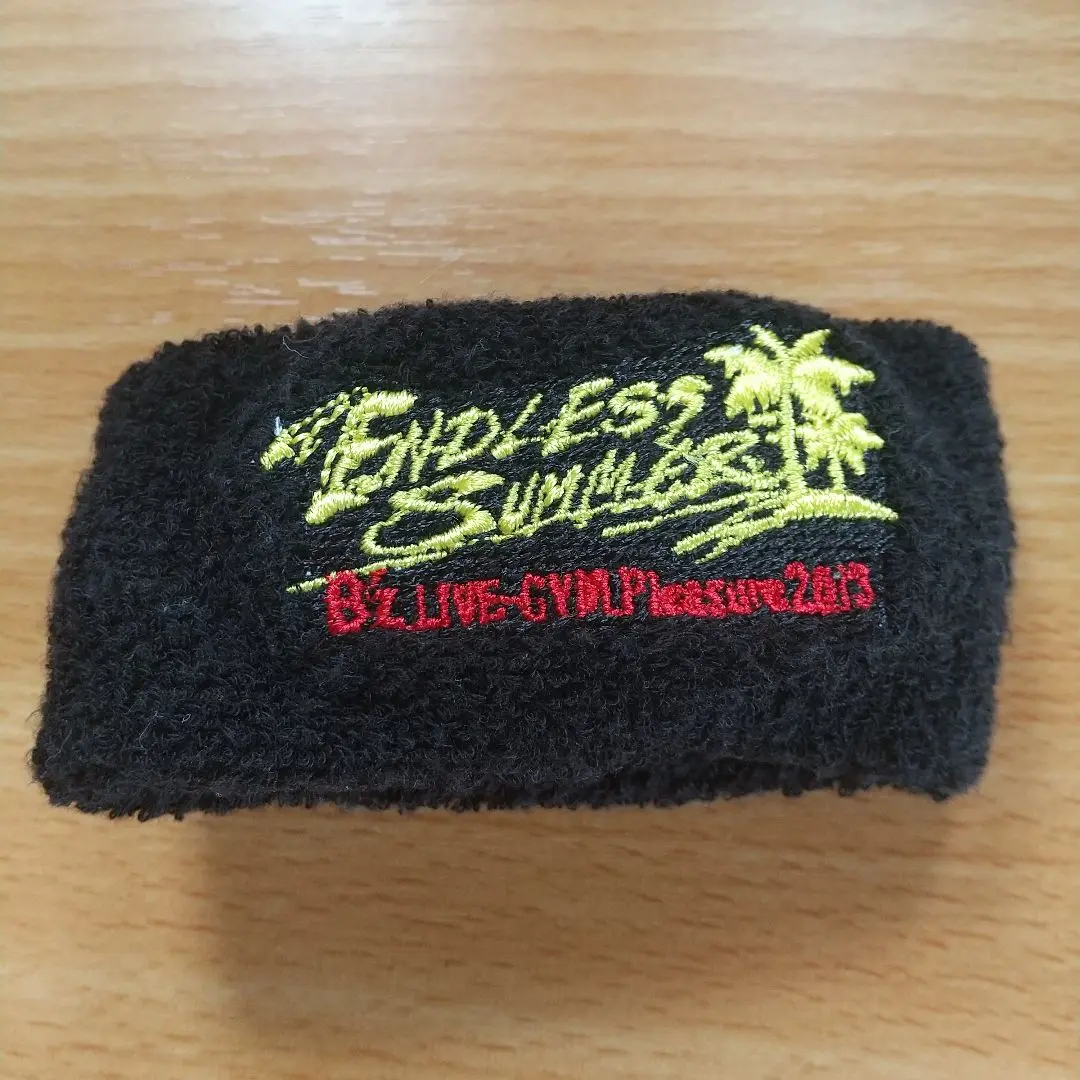 ENDLESS
SUMMER
B'z LIVE-GYM Pleasure 2013